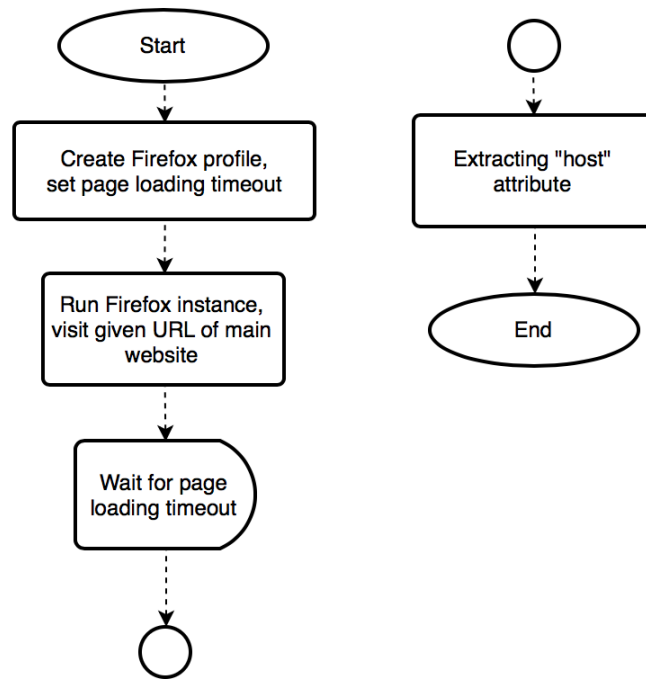 Start
Create Firefox profile,
set page loading timeout
Run Firefox instance,
visit given URL of main
website
Wait for page
loading timeout
Extracting "host"
attribute
End